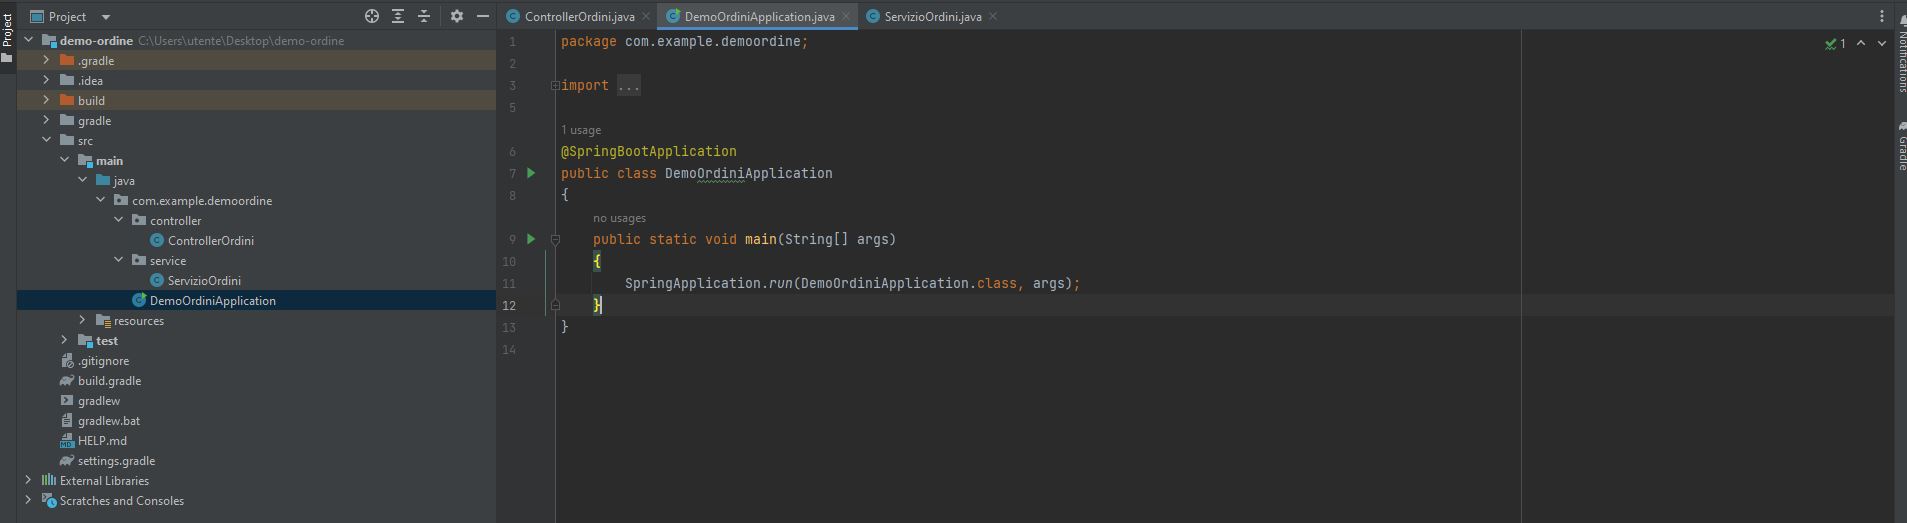 Project
ControllerOrdini.java
DemoOrdiniApplication.java
ServizioOrdini.java
Project
demo-ordine C:\Users\utente\Desktop\demo-ordine
.gradle
.idea
build
gradle
src
main
java
com.example.demoordine
controller
ControllerOrdini
service
ServizioOrdini
DemoOrdiniApplication
resources
test
.gitignore
build.gradle
gradlew
gradlew.bat
HELP.md
settings.gradle
External Libraries
Scratches and Consoles
1 package com.example.demoordine;
2
3 import ...
5
1 usage
6 @SpringBootApplication
7 public class DemoOrdiniApplication
8 {
no usages
9 public static void main(String[] args)
10 {
11 SpringApplication.run(DemoOrdiniApplication.class, args);
12 }
13 }
14
1
Notifications
Gradle